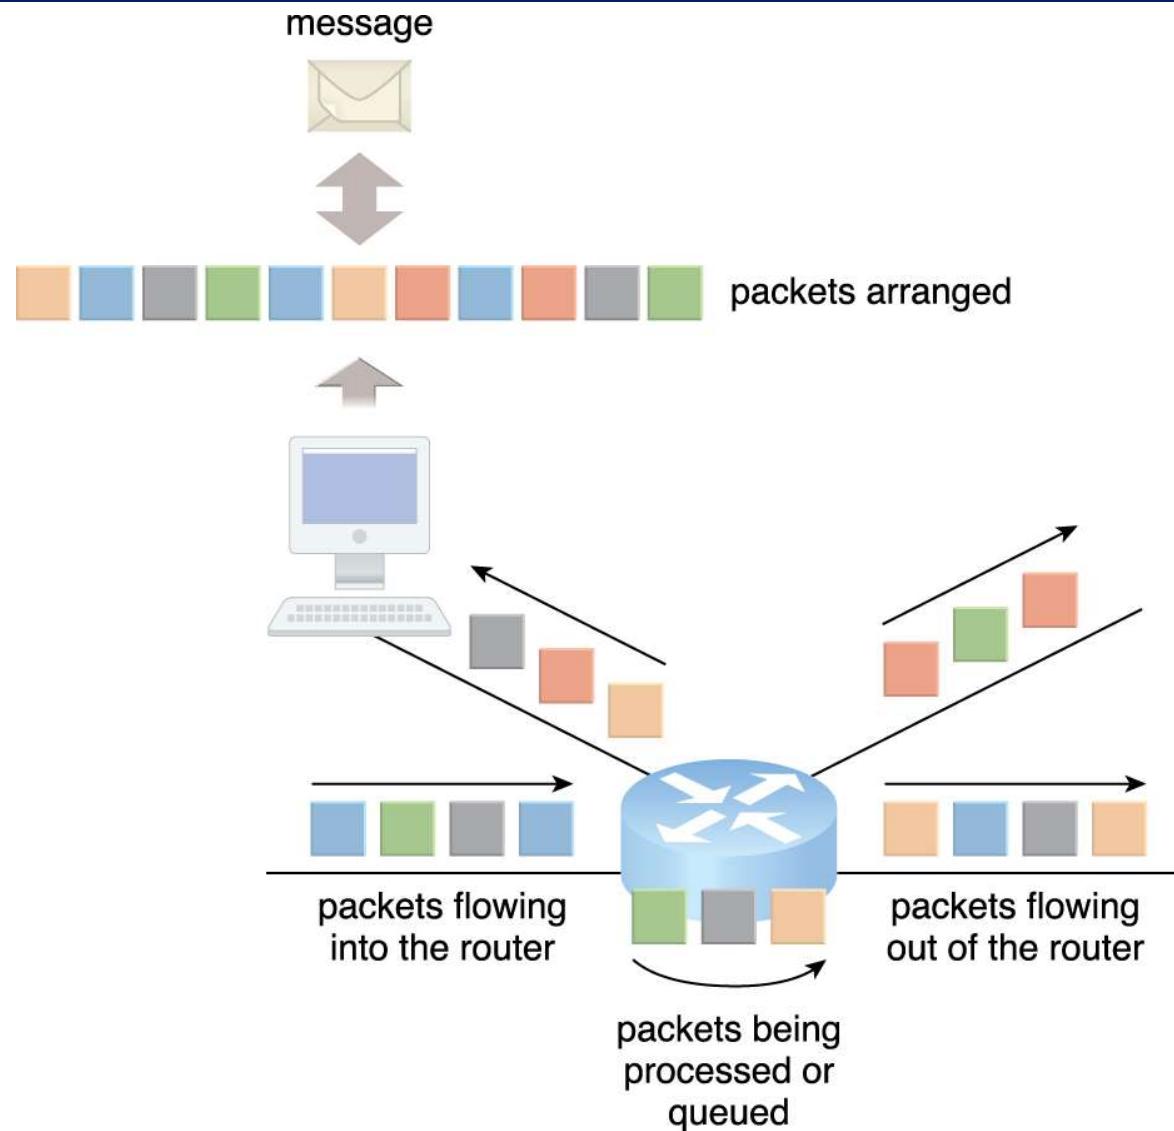 message
packets arranged
packets flowing
into the router
packets flowing
out of the router
packets being
processed or
queued